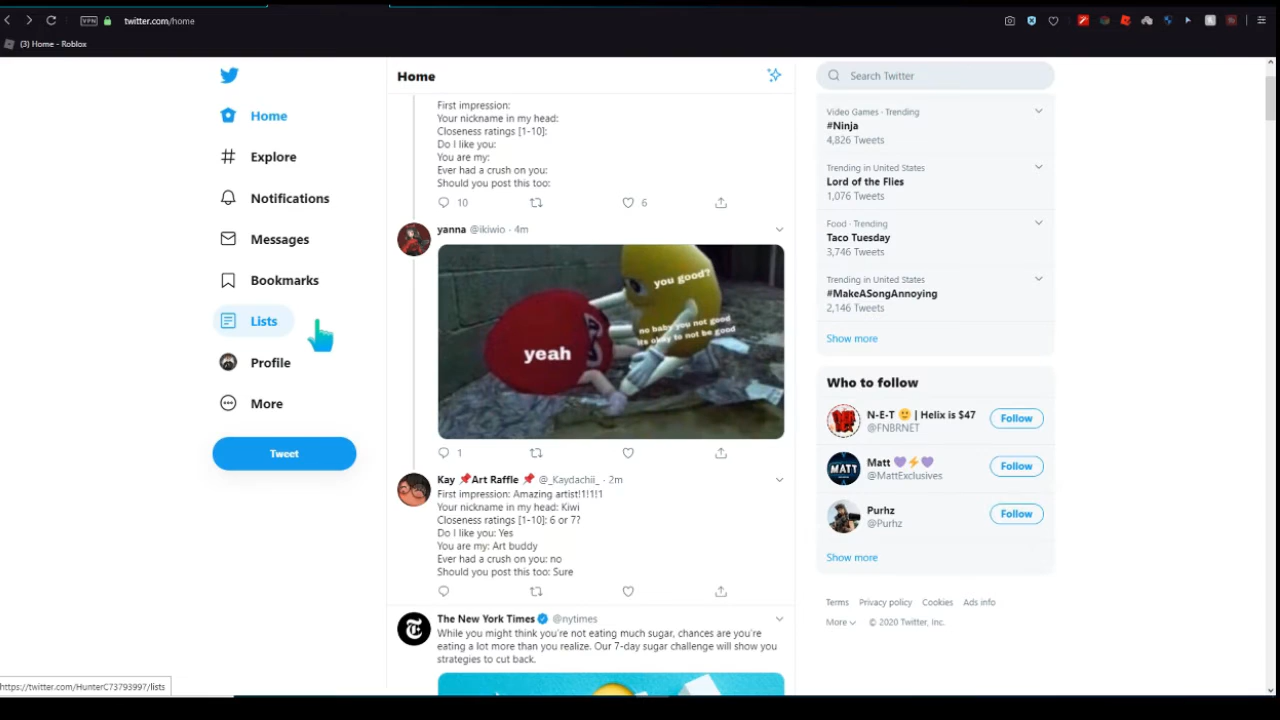 VPN
twitter.com/home
(3) Home - Roblox
Home
Explore
Notifications
Messages
Bookmarks
Lists
Profile
More
Tweet
Home
First impression:
Your nickname in my head:
Closeness ratings [1-10]:
Do I like you:
You are my:
Ever had a crush on you:
Should you post this too:
10
6
yanna @ikiwio · 4m
you good?
no baby you not good
its okay to not be good
yeah
1
Kay 📌Art Raffle 📌 @_Kaydachii_ · 2m
First impression: Amazing artist!1!1!1
Your nickname in my head: Kiwi
Closeness ratings [1-10]: 6 or 7?
Do I like you: Yes
You are my: Art buddy
Ever had a crush on you: no
Should you post this too: Sure
The New York Times @nytimes
While you might think you're not eating much sugar, chances are you're
eating a lot more than you realize. Our 7-day sugar challenge will show you
strategies to cut back.
Search Twitter
Video Games · Trending
#Ninja
4,826 Tweets
Trending in United States
Lord of the Flies
1,076 Tweets
Food · Trending
Taco Tuesday
3,746 Tweets
Trending in United States
#MakeASongAnnoying
2,146 Tweets
Show more
Who to follow
N-E-T 🙂 | Helix is $47
@FNBRNET
Follow
MATT
Matt 💜⚡💜
@MattExclusives
Follow
Purhz
@Purhz
Follow
Show more
Terms Privacy policy Cookies Ads info
More © 2020 Twitter, Inc.
https://twitter.com/HunterC73793997/lists